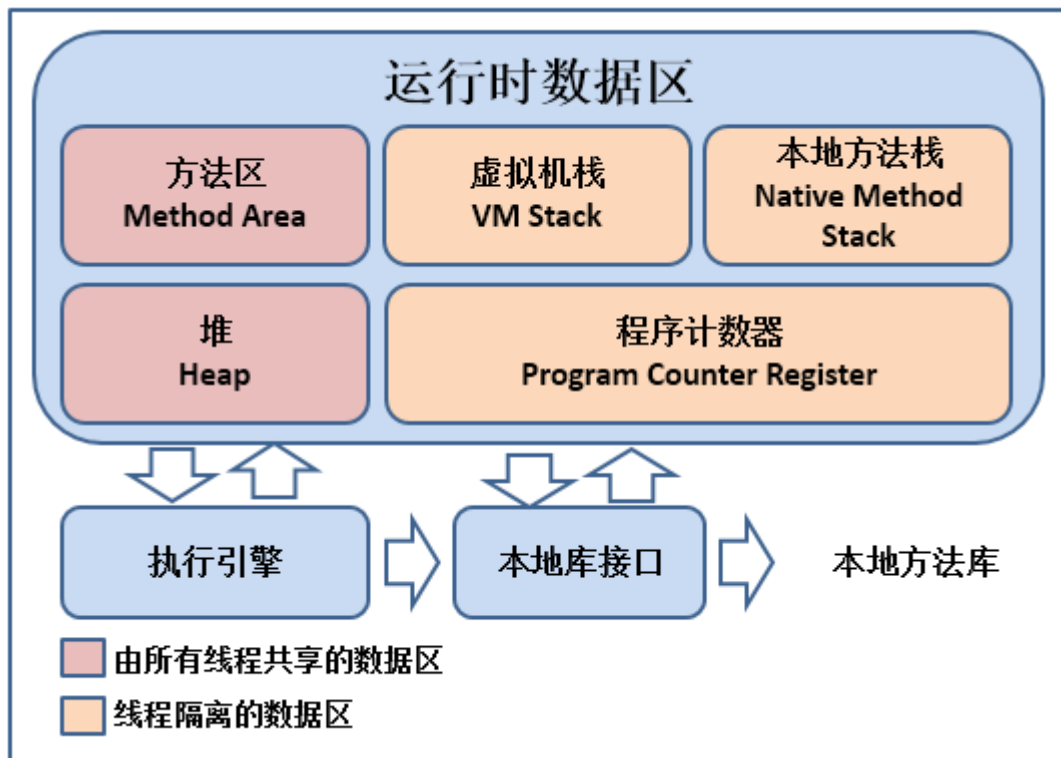 运行时数据区
方法区
Method Area
虚拟机栈
VM Stack
本地方法栈
Native Method
Stack
堆
Heap
程序计数器
Program Counter Register
执行引擎
本地库接口
本地方法库
由所有线程共享的数据区
线程隔离的数据区